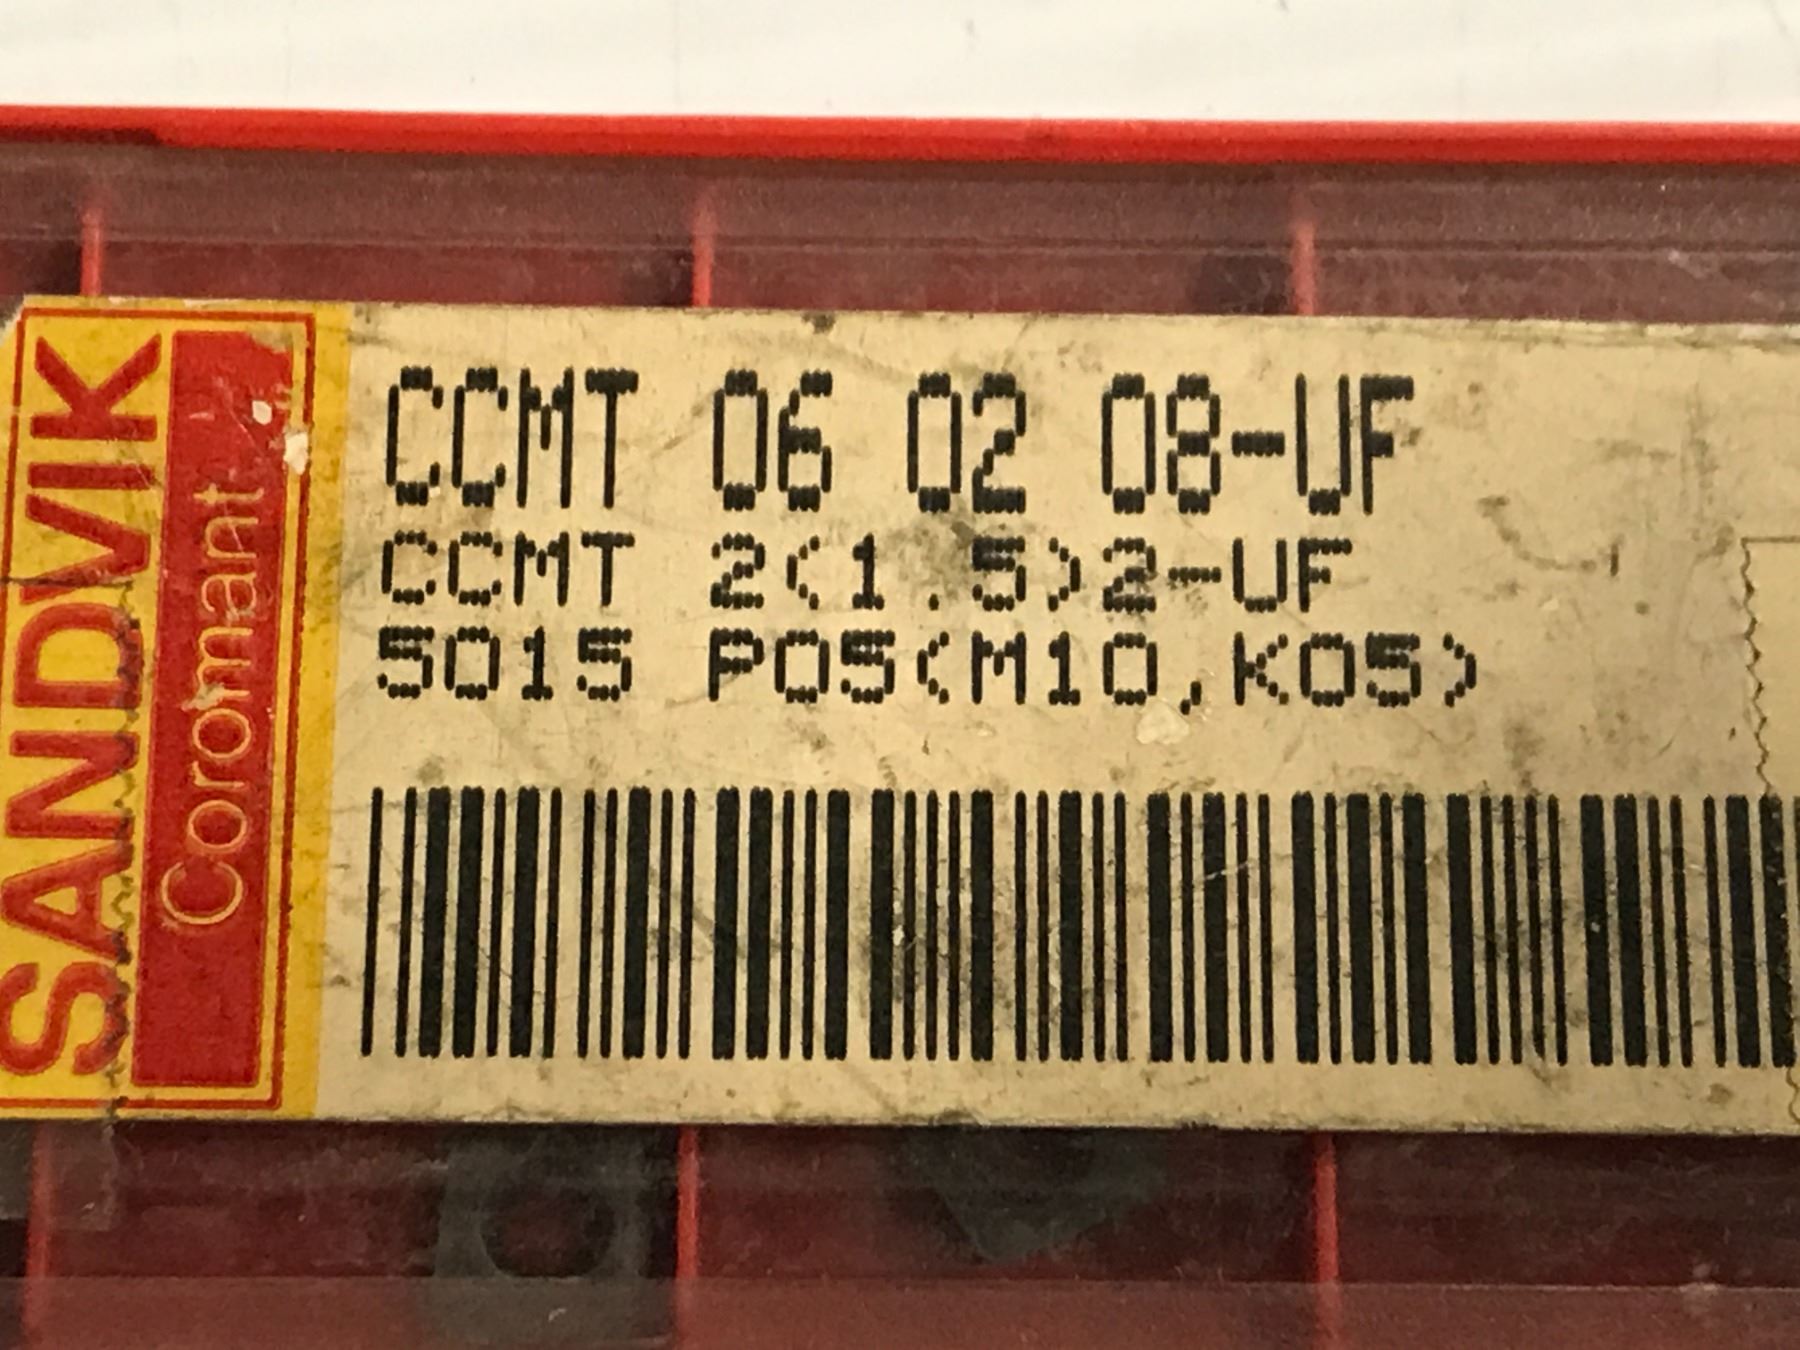 SANDVIK
Coromant
CCMT 06 02 08-UF
CCMT 2(1.5)2-UF
5015 P05(M10,K05)